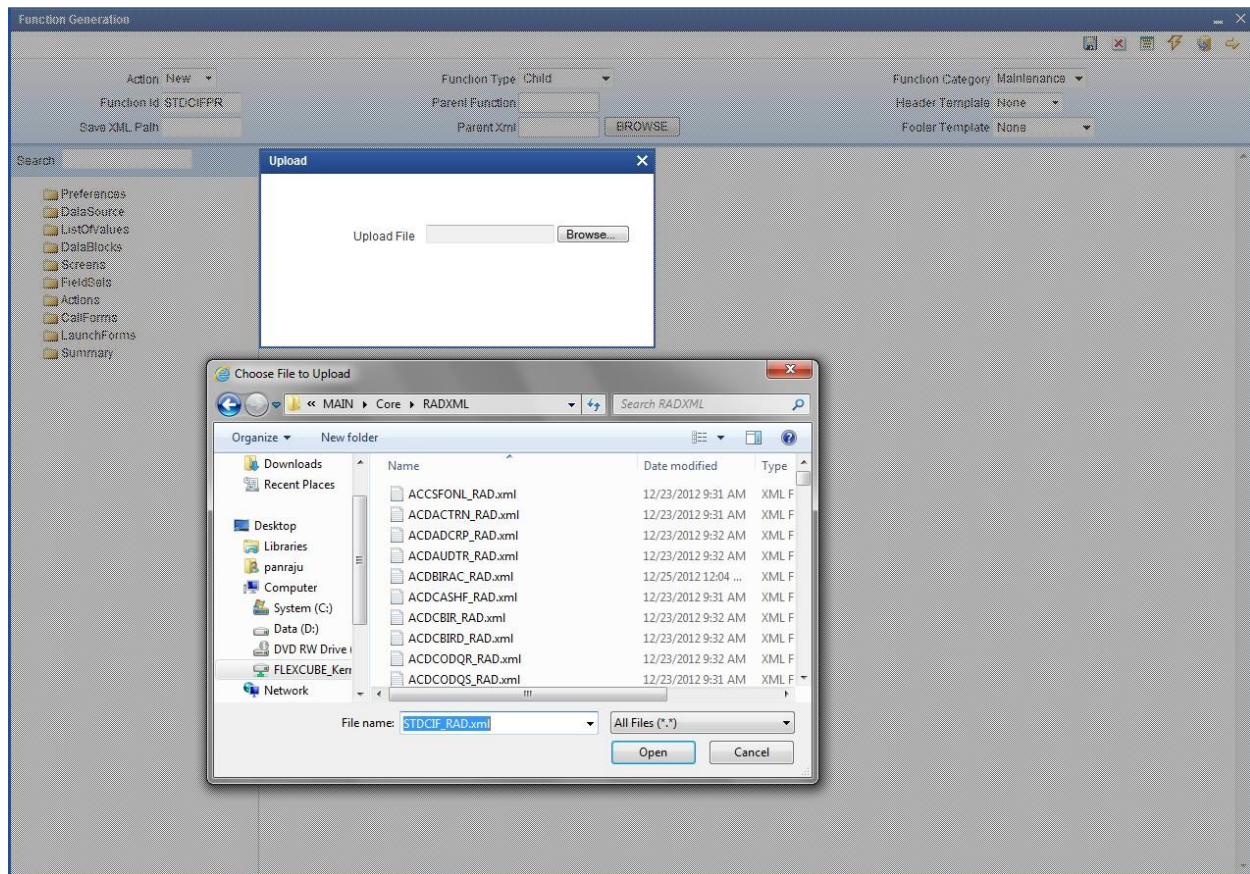 Function Generation
Action New Function Type Child Function Category Maintenance
Function Id STDCIFPR Parent Function Header Template None
Save XML Path Parent Xml BROWSE Footer Template None
Search
Upload
Preferences
DataSource
ListOfValues
Upload File Browse...
DataBlocks
Screens
FieldSets
Actions
CallForms
LaunchForms
Summary
Choose File to Upload
« MAIN Core RADXML Search RADXML
Organize New folder
Downloads
Recent Places
Desktop
Libraries
panraju
Computer
System (C:)
Data (D:)
DVD RW Drive (
FLEXCUBE_Kern
Network
Name Date modified Type
ACCSFONL_RAD.xml 12/23/2012 9:31 AM XML F
ACDACTRN_RAD.xml 12/23/2012 9:31 AM XML F
ACDADCRP_RAD.xml 12/23/2012 9:32 AM XML F
ACDAUDTR_RAD.xml 12/23/2012 9:32 AM XML F
ACDBIRAC_RAD.xml 12/25/2012 12:04 ... XML F
ACDCASHF_RAD.xml 12/23/2012 9:31 AM XML F
ACDCBIR_RAD.xml 12/23/2012 9:32 AM XML F
ACDCBIRD_RAD.xml 12/23/2012 9:32 AM XML F
ACDCODQR_RAD.xml 12/23/2012 9:32 AM XML F
ACDCODQS_RAD.xml 12/23/2012 9:31 AM XML F
File name: STDCIF_RAD.xml All Files (*.*)
Open Cancel